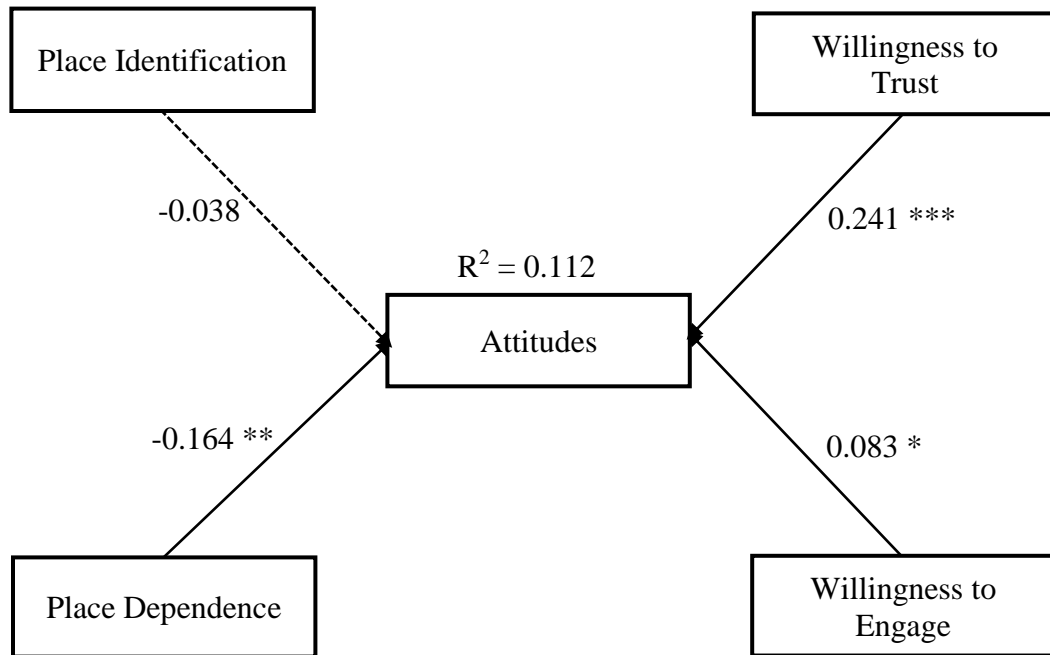 Place Identification
Willingness to
Trust
-0.038
0.241 ***
R² = 0.112
Attitudes
-0.164 **
0.083 *
Place Dependence
Willingness to
Engage